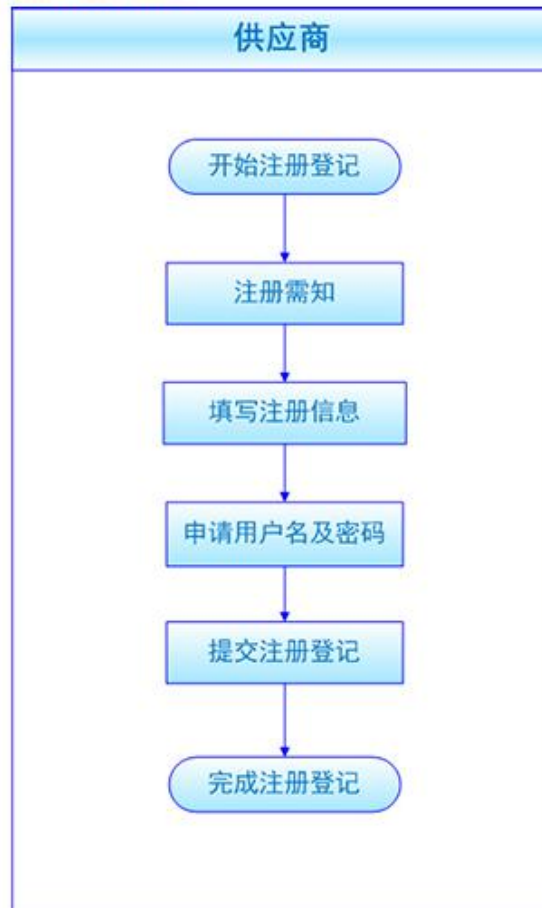 供应商
开始注册登记
注册需知
填写注册信息
申请用户名及密码
提交注册登记
完成注册登记